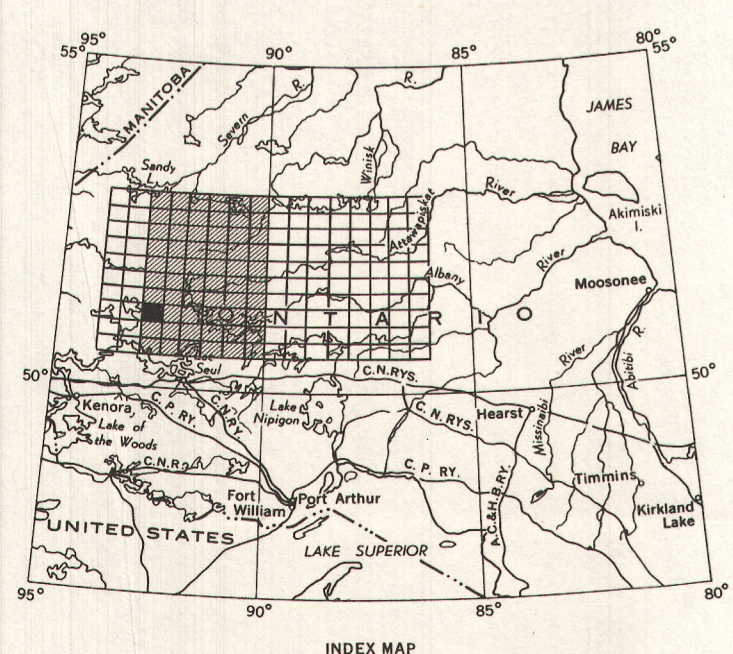 95°
55°
90°
85°
80°
55°
MANITOBA
Severn
R.
R.
Winisk
JAMES
BAY
Sandy
L.
Attawapiskat
River
Akimiski
I.
River
Albany
Moosonee
ONTARIO
Lac
Seul
C.N.RYS.
50°
50°
River
Abitibi
R.
Kenora
C.P. RY.
C.N.RY.
Lake
Nipigon
C.N. RYS.
Hearst
Missinaibi
Lake of
the Woods
C.N.R.
C.P. RY.
Timmins
Fort
William
Port Arthur
A.C.&H.B.RY.
Kirkland
Lake
UNITED STATES
LAKE SUPERIOR
95°
90°
85°
80°
INDEX MAP